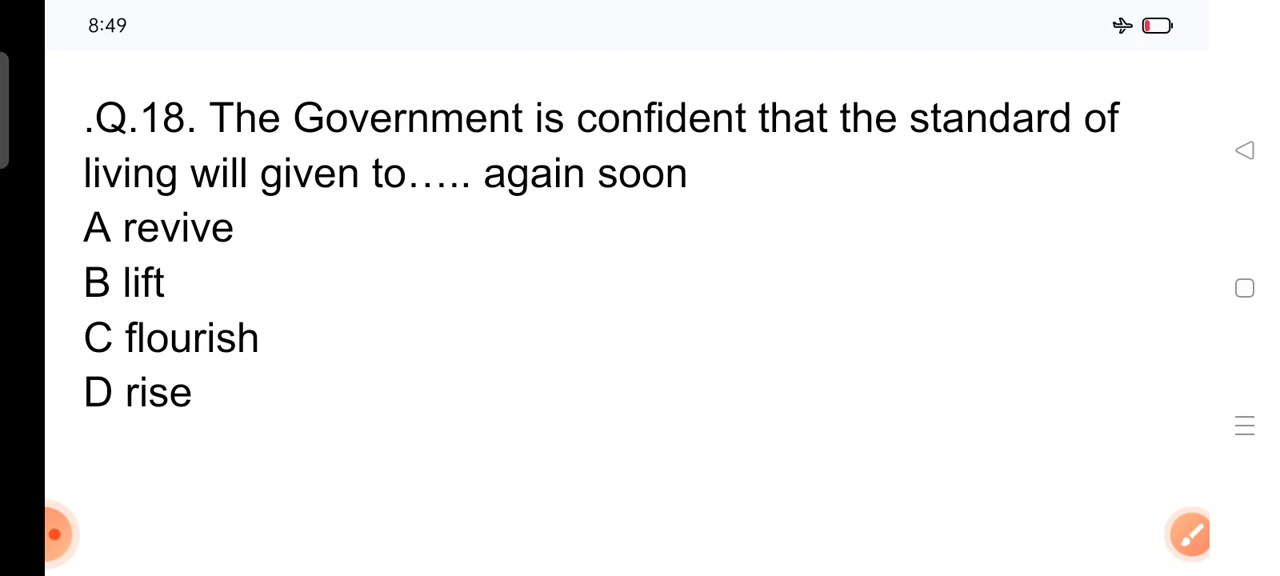 8:49
.Q.18. The Government is confident that the standard of
living will given to….. again soon
A revive
B lift
C flourish
D rise